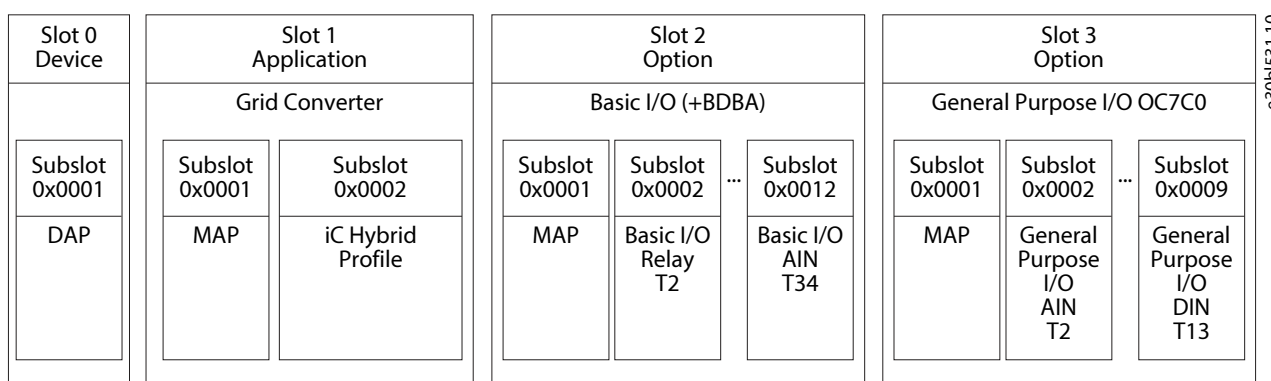 Slot 0
Device
Slot 1
Application
Slot 2
Option
Slot 3
Option
Grid Converter
Basic I/O (+BDBA)
General Purpose I/O OC7C0
Subslot
0x0001
Subslot
0x0001
Subslot
0x0002
Subslot
0x0001
Subslot
0x0002
...
Subslot
0x0012
Subslot
0x0001
Subslot
0x0002
...
Subslot
0x0009
DAP
MAP
iC Hybrid
Profile
MAP
Basic I/O
Relay
T2
Basic I/O
AIN
T34
MAP
General
Purpose
I/O
AIN
T2
General
Purpose
I/O
DIN
T13